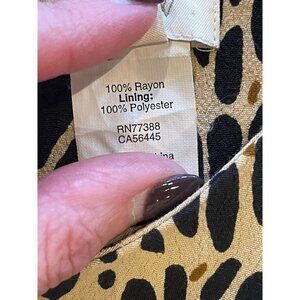 100% Rayon
Lining:
100% Polyester
RN77388
CA56445